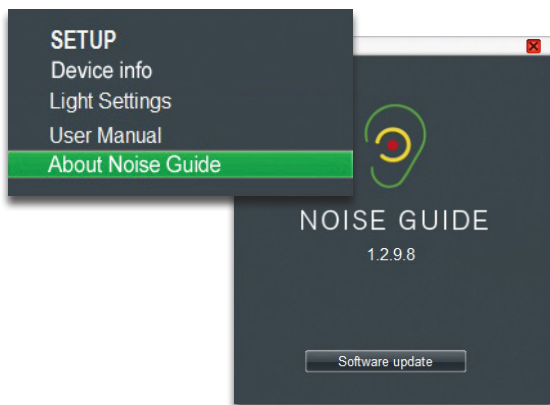 SETUP
Device info
Light Settings
User Manual
About Noise Guide
NOISE GUIDE
1.2.9.8
Software update